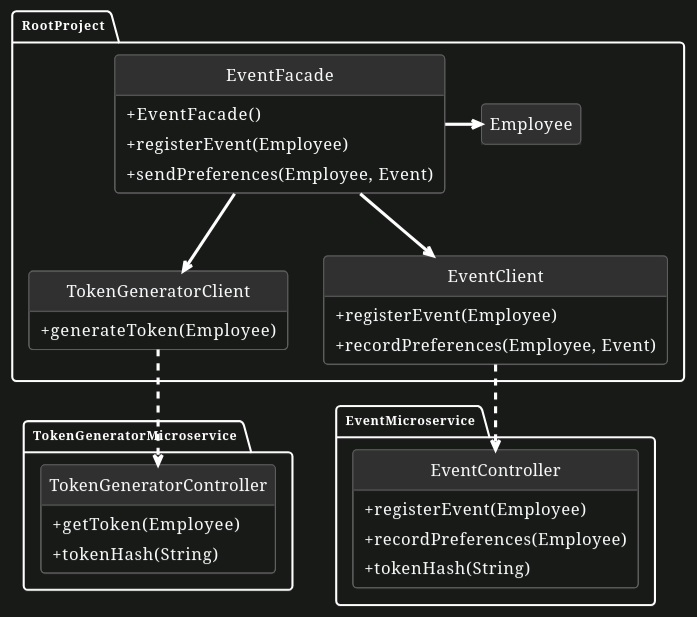 RootProject
EventFacade
+EventFacade()
+registerEvent(Employee)
+sendPreferences(Employee, Event)
Employee
TokenGeneratorClient
+generateToken(Employee)
EventClient
+registerEvent(Employee)
+recordPreferences(Employee, Event)
TokenGeneratorMicroservice
TokenGeneratorController
+getToken(Employee)
+tokenHash(String)
EventMicroservice
EventController
+registerEvent(Employee)
+recordPreferences(Employee)
+tokenHash(String)